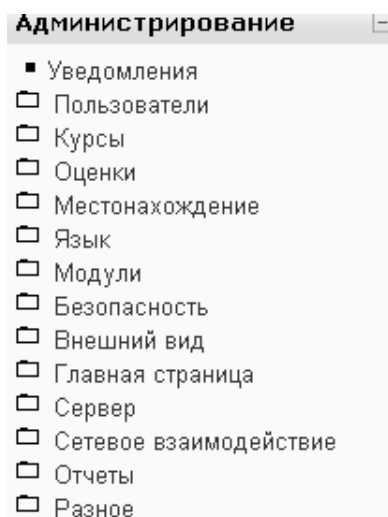 Администрирование
Уведомления
Пользователи
Курсы
Оценки
Местонахождение
Язык
Модули
Безопасность
Внешний вид
Главная страница
Сервер
Сетевое взаимодействие
Отчеты
Разное